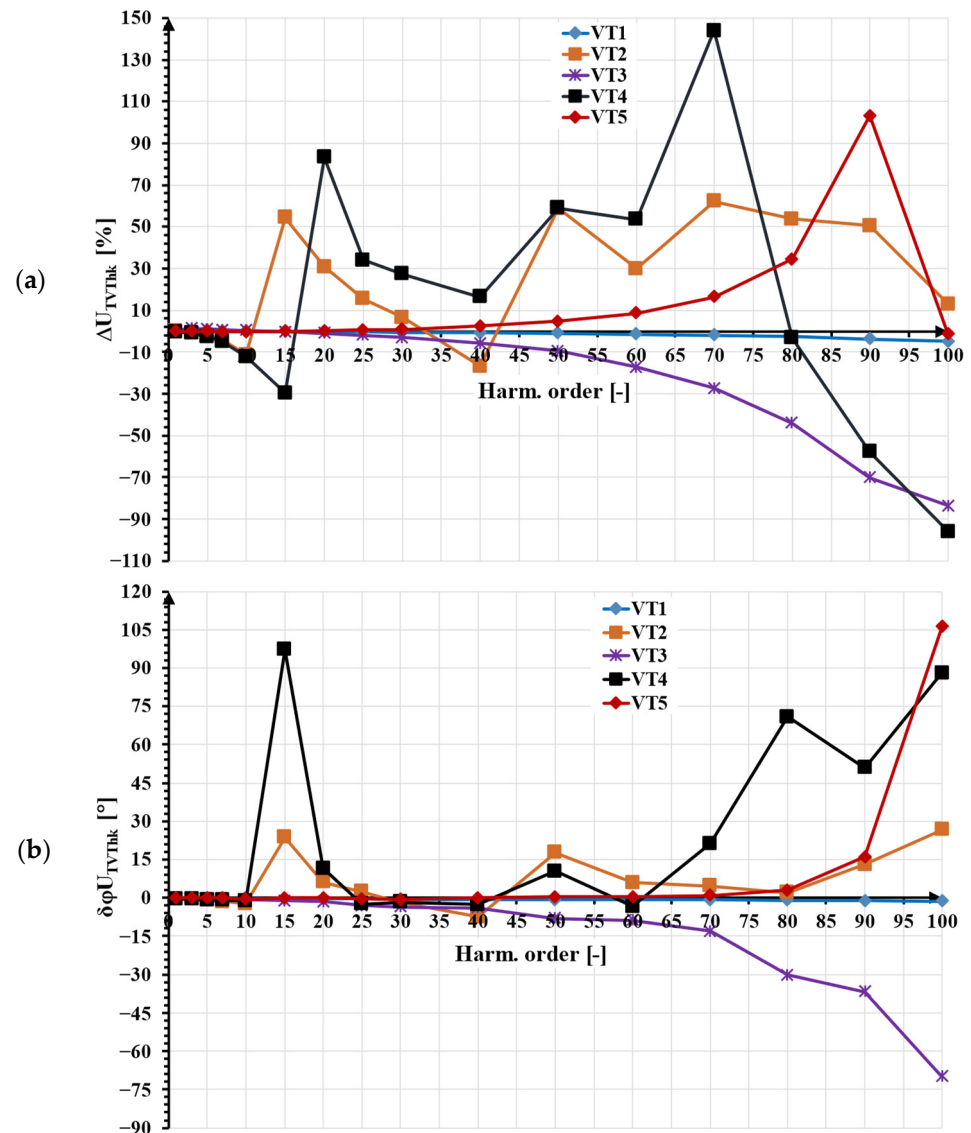 150
130
110
90
70
50
30
10
−10
−30
−50
−70
−90
−110
ΔU_TVThk [%]
(a)
VT1
VT2
VT3
VT4
VT5
0 5 10 15 20 25 30 35 40 45 50 55 60 65 70 75 80 85 90 95 100
Harm. order [-]
120
105
90
75
60
45
30
15
0
−15
−30
−45
−60
−75
−90
δφU_TVThk [°]
(b)
VT1
VT2
VT3
VT4
VT5
0 5 10 15 20 25 30 35 40 45 50 55 60 65 70 75 80 85 90 95 100
Harm. order [-]